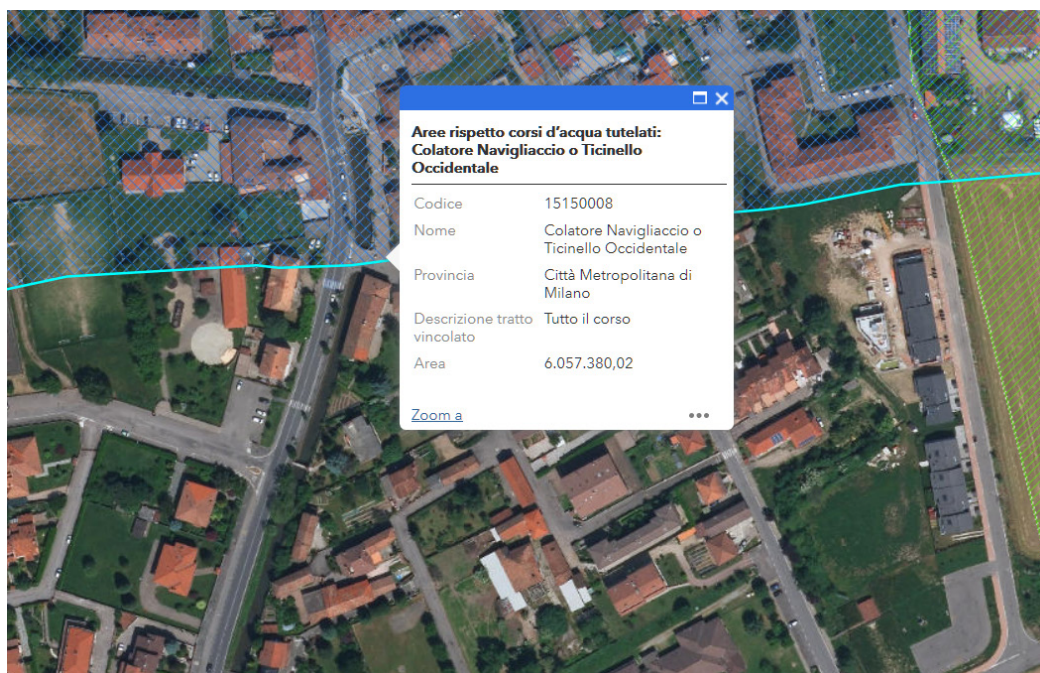 Aree rispetto corsi d'acqua tutelati:
Colatore Navigliaccio o Ticinello
Occidentale
Codice 15150008
Nome Colatore Navigliaccio o
Ticinello Occidentale
Provincia Città Metropolitana di
Milano
Descrizione tratto Tutto il corso
vincolato
Area 6.057.380,02
Zoom a